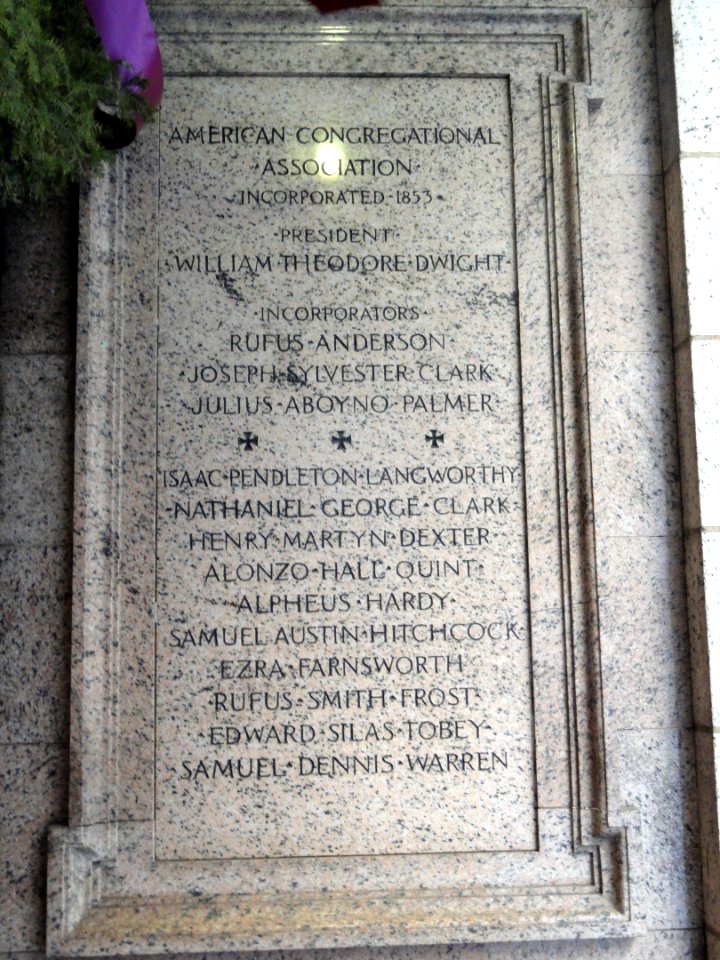 AMERICAN·CONGREGATIONAL
·ASSOCIATION·
·INCORPORATED·1853·
·PRESIDENT·
·WILLIAM·THEODORE·DWIGHT·
·INCORPORATORS·
·RUFUS·ANDERSON·
·JOSEPH·SYLVESTER·CLARK·
·JULIUS·ABOYNO·PALMER·
ISAAC·PENDLETON·LANGWORTHY
·NATHANIEL·GEORGE·CLARK·
·HENRY·MARTYN·DEXTER·
·ALONZO·HALL·QUINT·
·ALPHEUS·HARDY·
·SAMUEL·AUSTIN·HITCHCOCK·
·EZRA·FARNSWORTH·
·RUFUS·SMITH·FROST·
·EDWARD·SILAS·TOBEY·
·SAMUEL·DENNIS·WARREN·